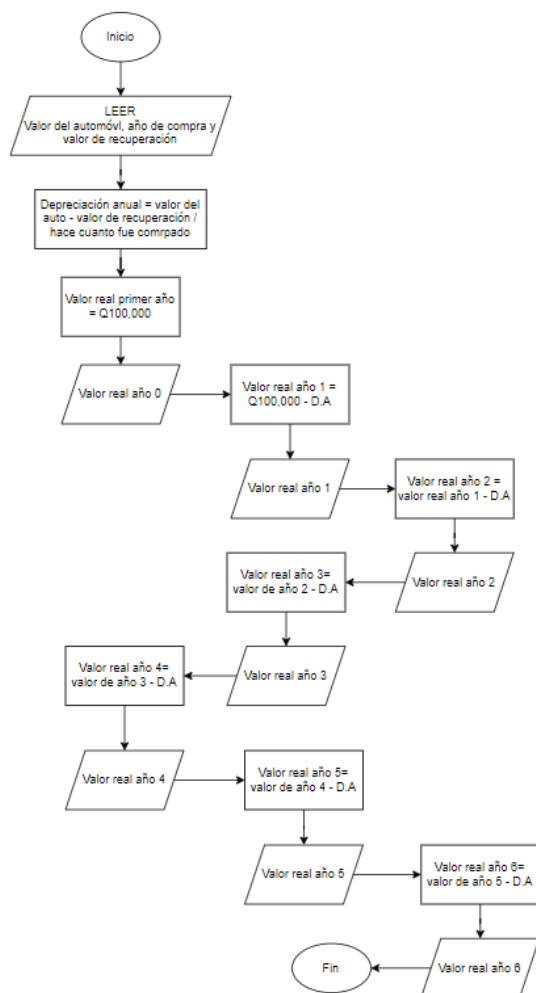 Inicio
LEER
Valor del automóvl, año de compra y
valor de recuperación
Depreciación anual = valor del
auto - valor de recuperación /
hace cuanto fue comrpado
Valor real primer año
= Q100,000
Valor real año 0
Valor real año 1 =
Q100,000 - D.A
Valor real año 1
Valor real año 2 =
valor real año 1 - D.A
Valor real año 2
Valor real año 3=
valor de año 2 - D.A
Valor real año 3
Valor real año 4=
valor de año 3 - D.A
Valor real año 4
Valor real año 5=
valor de año 4 - D.A
Valor real año 5
Valor real año 6=
valor de año 5 - D.A
Valor real año 6
Fin